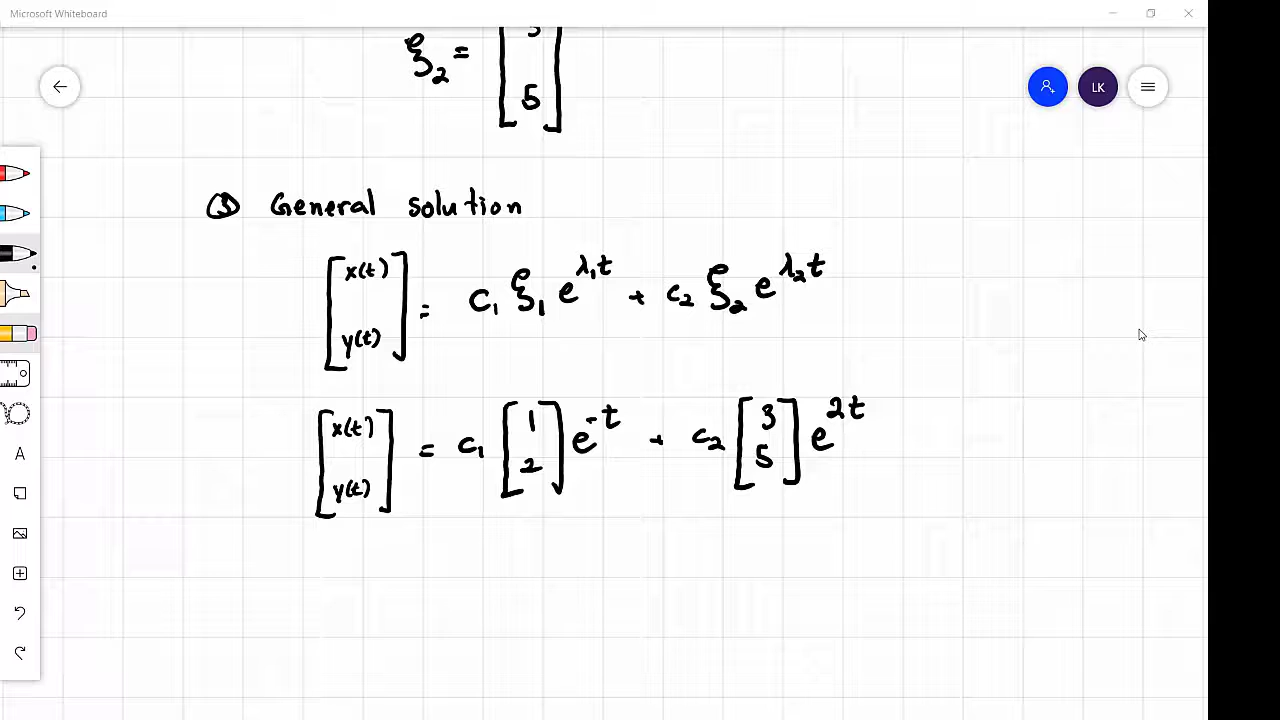 Microsoft Whiteboard
ξ₂ = [3 5]
LK
③ General solution
[x(t) y(t)] = c₁ ξ₁ e^{λ₁t} + c₂ ξ₂ e^{λ₂t}
[x(t) y(t)] = c₁ [1 2] e^{-t} + c₂ [3 5] e^{2t}
A